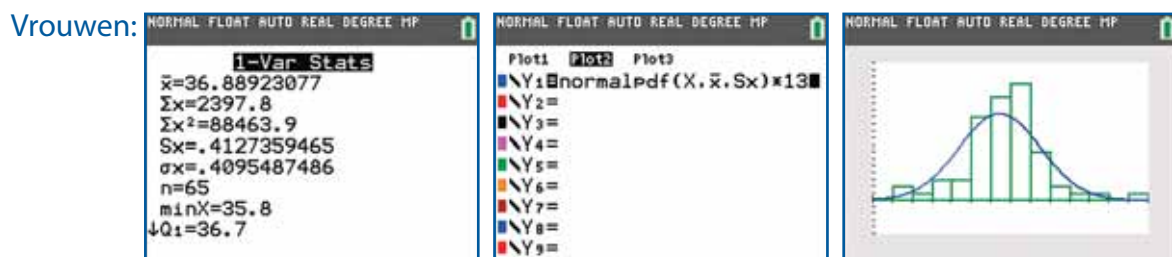 Vrouwen:
NORMAL FLOAT AUTO REAL DEGREE MP
1-Var Stats
x̄=36.88923077
Σx=2397.8
Σx²=88463.9
Sx=.4127359465
σx=.4095487486
n=65
minX=35.8
↓Q₁=36.7
NORMAL FLOAT AUTO REAL DEGREE MP
Plot1 Plot2 Plot3
\Y₁=normalpdf(X,x̄,Sx)*13
\Y₂=
\Y₃=
\Y₄=
\Y₅=
\Y₆=
\Y₇=
\Y₈=
\Y₉=
NORMAL FLOAT AUTO REAL DEGREE MP